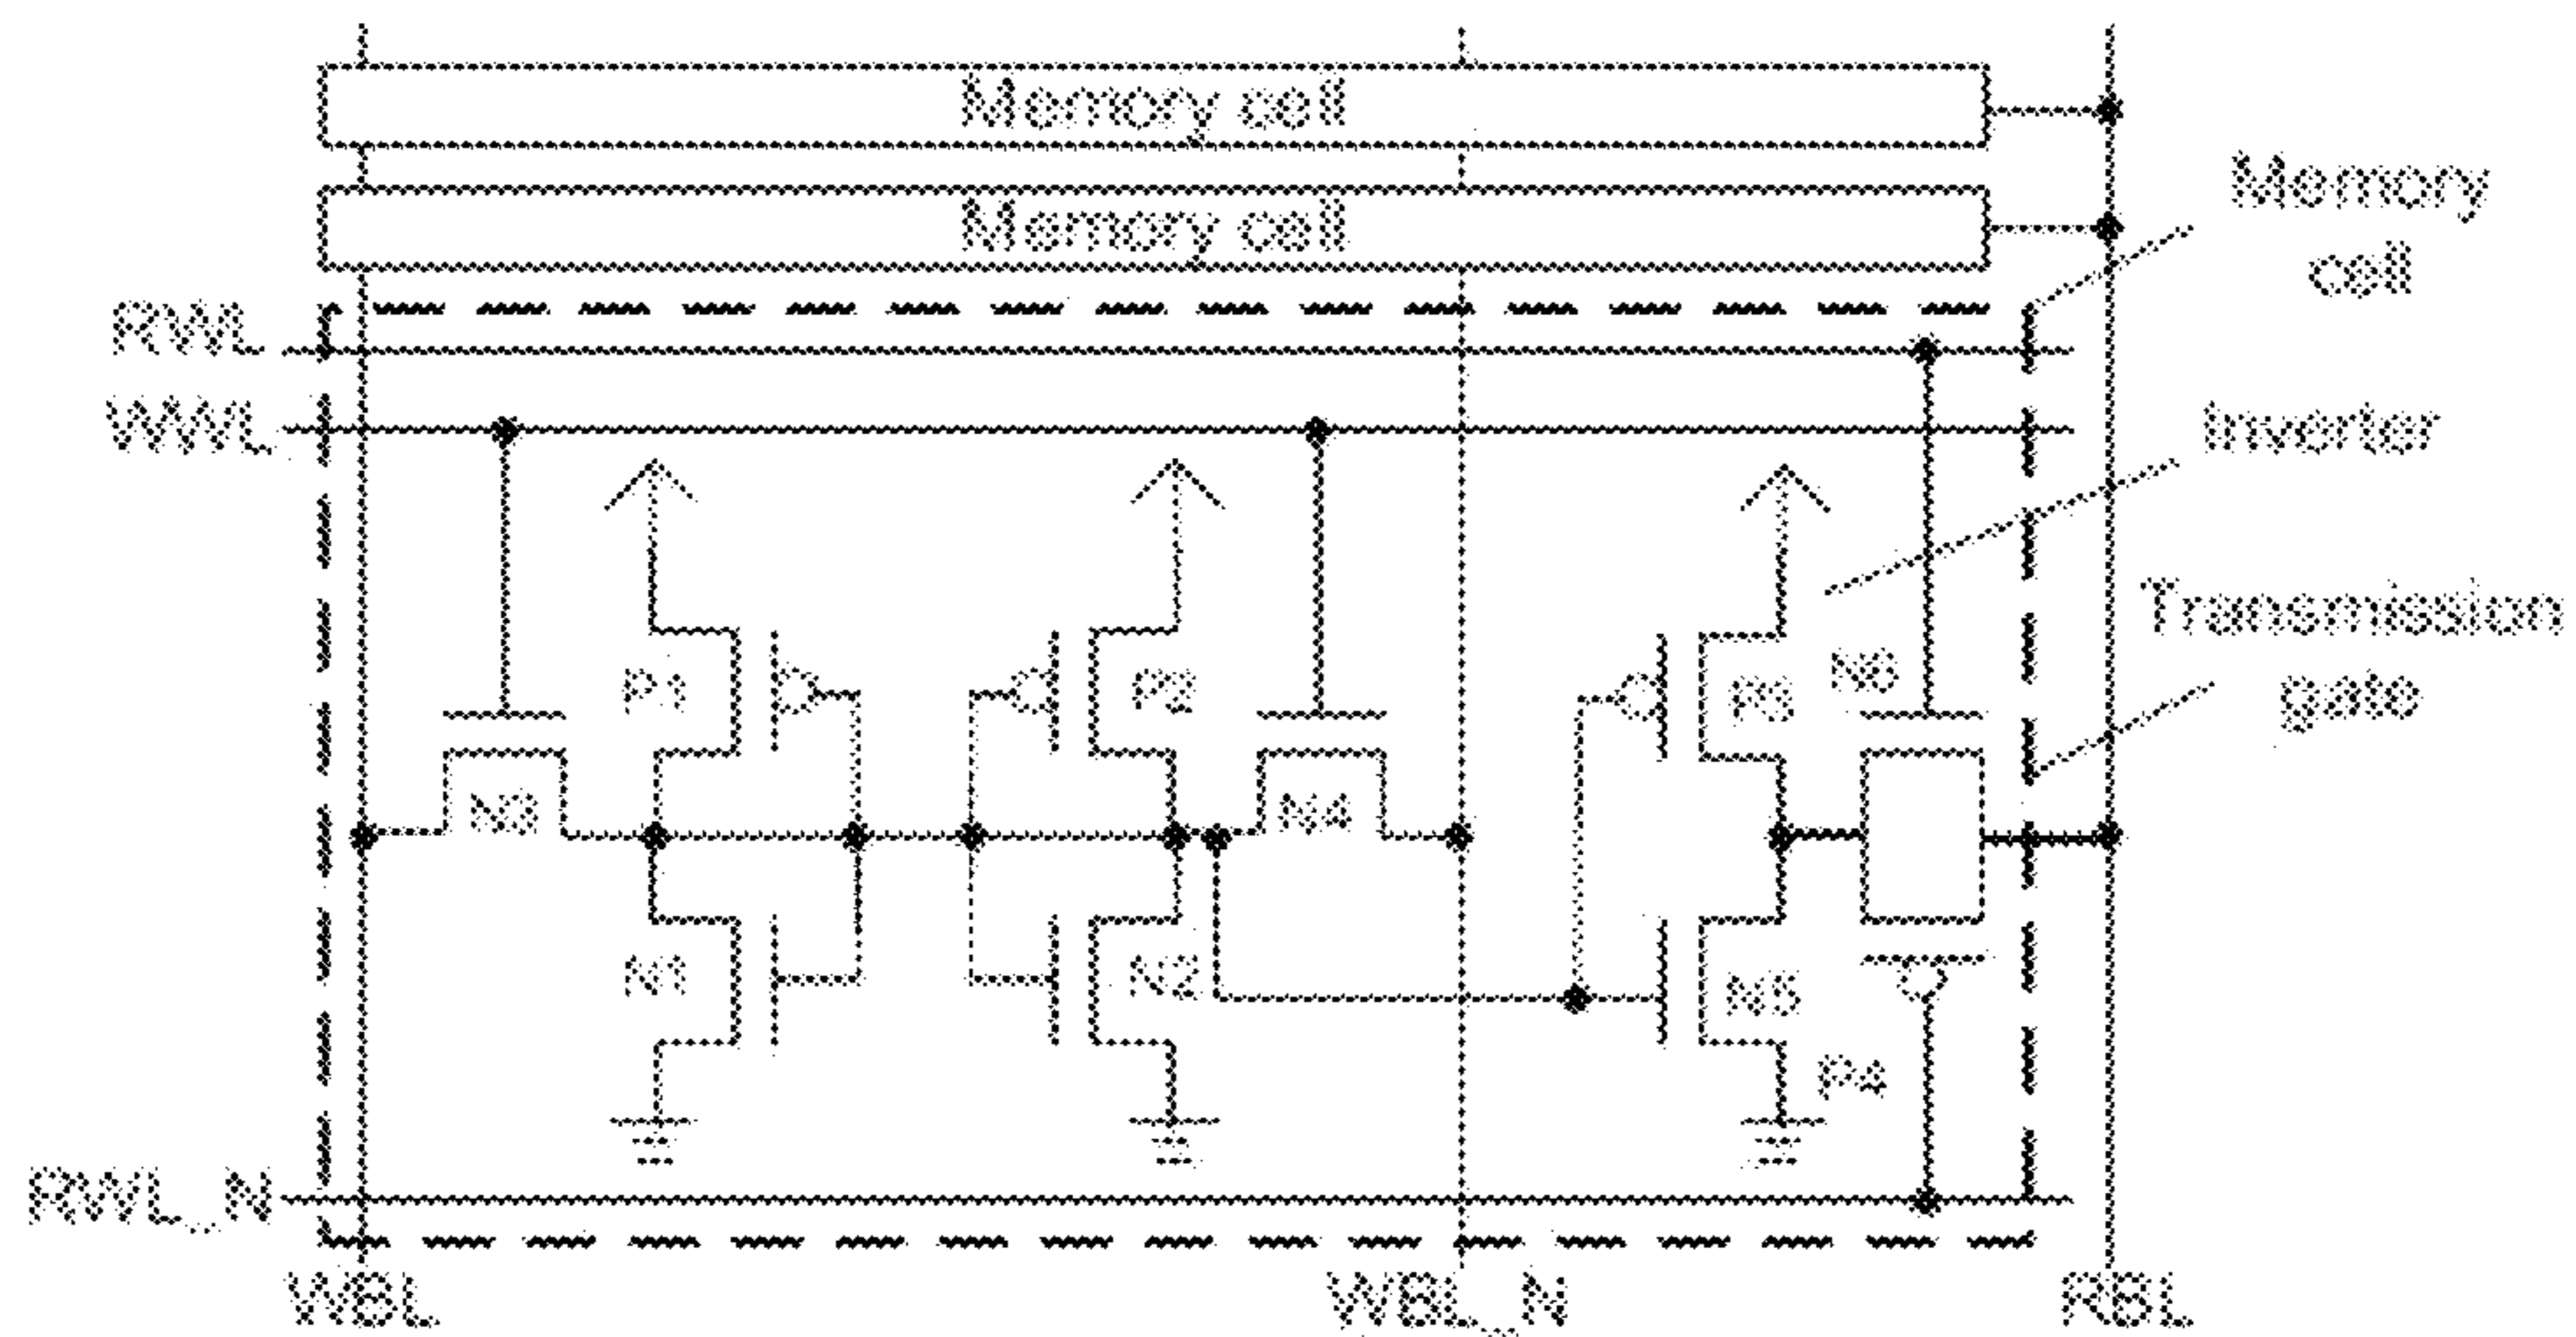 Memory cell
Memory cell
Memory
cell
RWL
WWL
Inverter
Transmission
gate
P1
P2
P3
N6
N3
N4
N1
N2
N5
P4
RWL_N
WBL
WBL_N
RBL